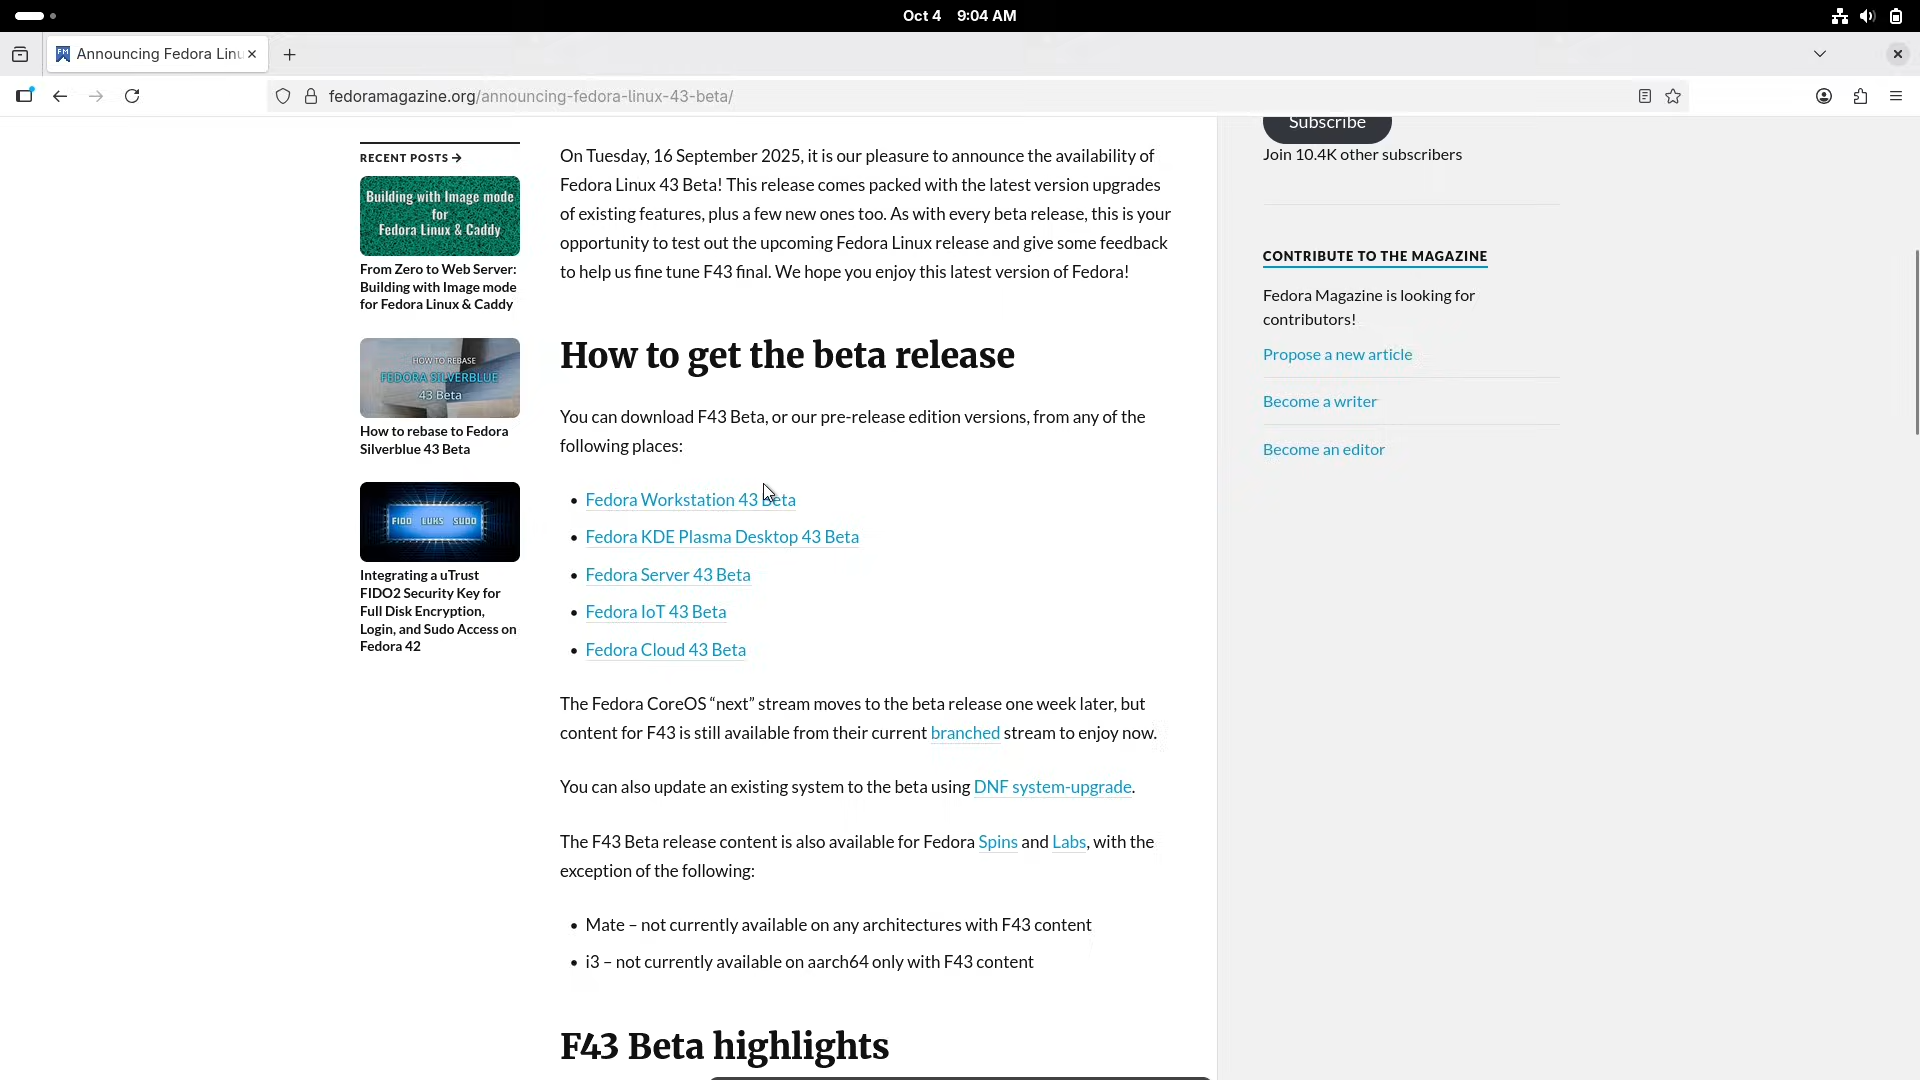 Oct 4 9:04 AM
Announcing Fedora Linu
fedoramagazine.org/announcing-fedora-linux-43-beta/
RECENT POSTS
Building with Image mode
for
Fedora Linux & Caddy
From Zero to Web Server:
Building with Image mode
for Fedora Linux & Caddy
HOW TO REBASE
FEDORA SILVERBLUE
43 Beta
How to rebase to Fedora
Silverblue 43 Beta
FIDO LUKS SUDO
Integrating a uTrust
FIDO2 Security Key for
Full Disk Encryption,
Login, and Sudo Access on
Fedora 42
On Tuesday, 16 September 2025, it is our pleasure to announce the availability of
Fedora Linux 43 Beta! This release comes packed with the latest version upgrades
of existing features, plus a few new ones too. As with every beta release, this is your
opportunity to test out the upcoming Fedora Linux release and give some feedback
to help us fine tune F43 final. We hope you enjoy this latest version of Fedora!
How to get the beta release
You can download F43 Beta, or our pre-release edition versions, from any of the
following places:
• Fedora Workstation 43 Beta
• Fedora KDE Plasma Desktop 43 Beta
• Fedora Server 43 Beta
• Fedora IoT 43 Beta
• Fedora Cloud 43 Beta
The Fedora CoreOS “next” stream moves to the beta release one week later, but
content for F43 is still available from their current branched stream to enjoy now.
You can also update an existing system to the beta using DNF system-upgrade.
The F43 Beta release content is also available for Fedora Spins and Labs, with the
exception of the following:
• Mate – not currently available on any architectures with F43 content
• i3 – not currently available on aarch64 only with F43 content
F43 Beta highlights
Subscribe
Join 10.4K other subscribers
CONTRIBUTE TO THE MAGAZINE
Fedora Magazine is looking for
contributors!
Propose a new article
Become a writer
Become an editor